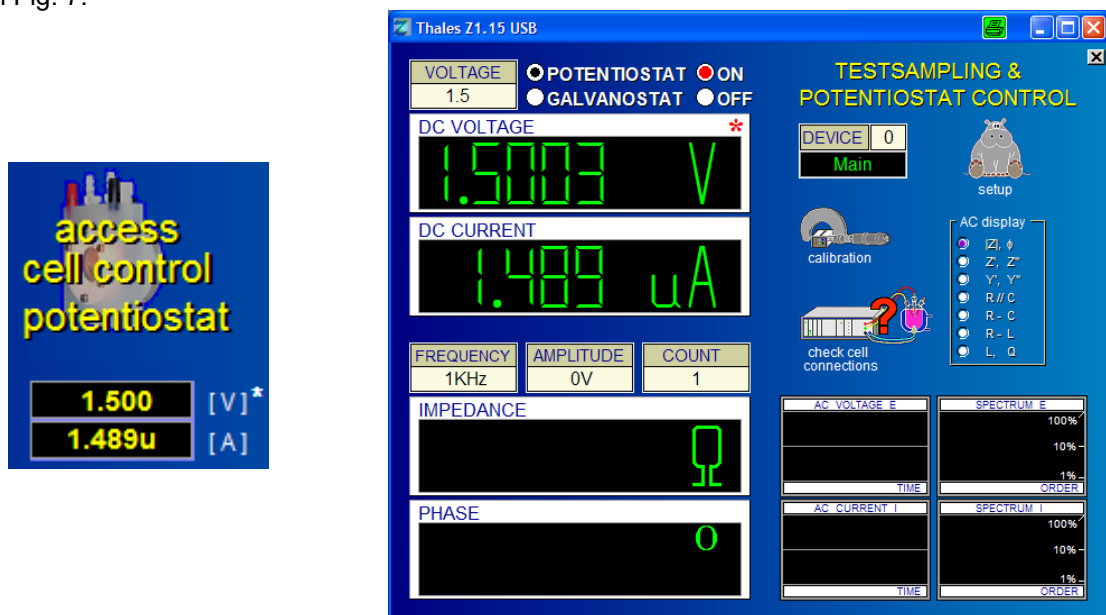 Fig. 7.
access
cell control
potentiostat
1.500 [V]*
1.489u [A]
Thales Z1.15 USB
VOLTAGE
1.5
POTENTIOSTAT ON
GALVANOSTAT OFF
DC VOLTAGE *
1.5003 V
DC CURRENT
1.489 uA
FREQUENCY AMPLITUDE COUNT
1KHz 0V 1
IMPEDANCE
Ω
PHASE
o
TESTSAMPLING &
POTENTIOSTAT CONTROL
DEVICE 0
Main
setup
calibration
check cell
connections
AC display
|Z|, ϕ
Z', Z"
Y', Y"
R // C
R - C
R - L
L, Q
AC VOLTAGE E
TIME
SPECTRUM E
100%
10%
1%
ORDER
AC CURRENT I
TIME
SPECTRUM I
100%
10%
1%
ORDER